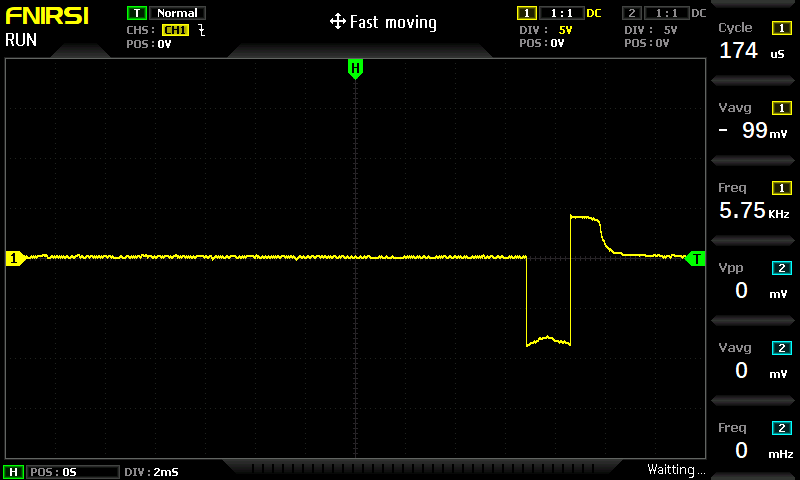 FNIRSI
RUN
T Normal
CHS: CH1
POS: 0V
Fast moving
1 1:1 DC
DIV: 5V
POS: 0V
2 1:1 DC
DIV: 5V
POS: 0V
H
1
T
Cycle 1
174 uS
Vavg 1
- 99 mV
Freq 1
5.75 KHz
Vpp 2
0 mV
Vavg 2
0 mV
Freq 2
0 mHz
H POS: 0S DIV: 2mS
Waitting...